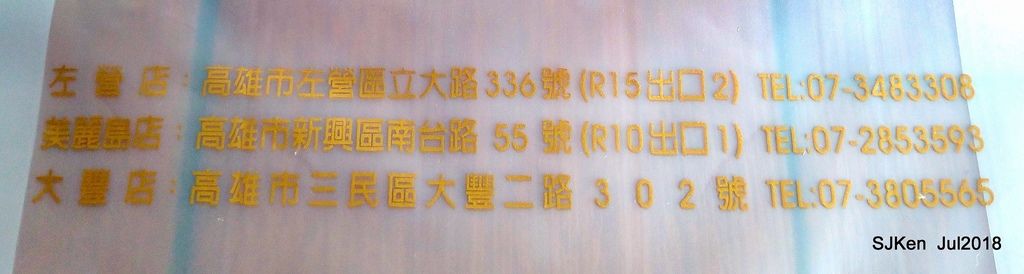 左營店：高雄市左營區立大路336號(R15出口2) TEL:07-3483308
美麗島店：高雄市新興區南台路 55 號(R10出口1) TEL:07-2853593
大豐店：高雄市三民區大豐二路 3 0 2 號 TEL:07-3805565
SJKen Jul2018